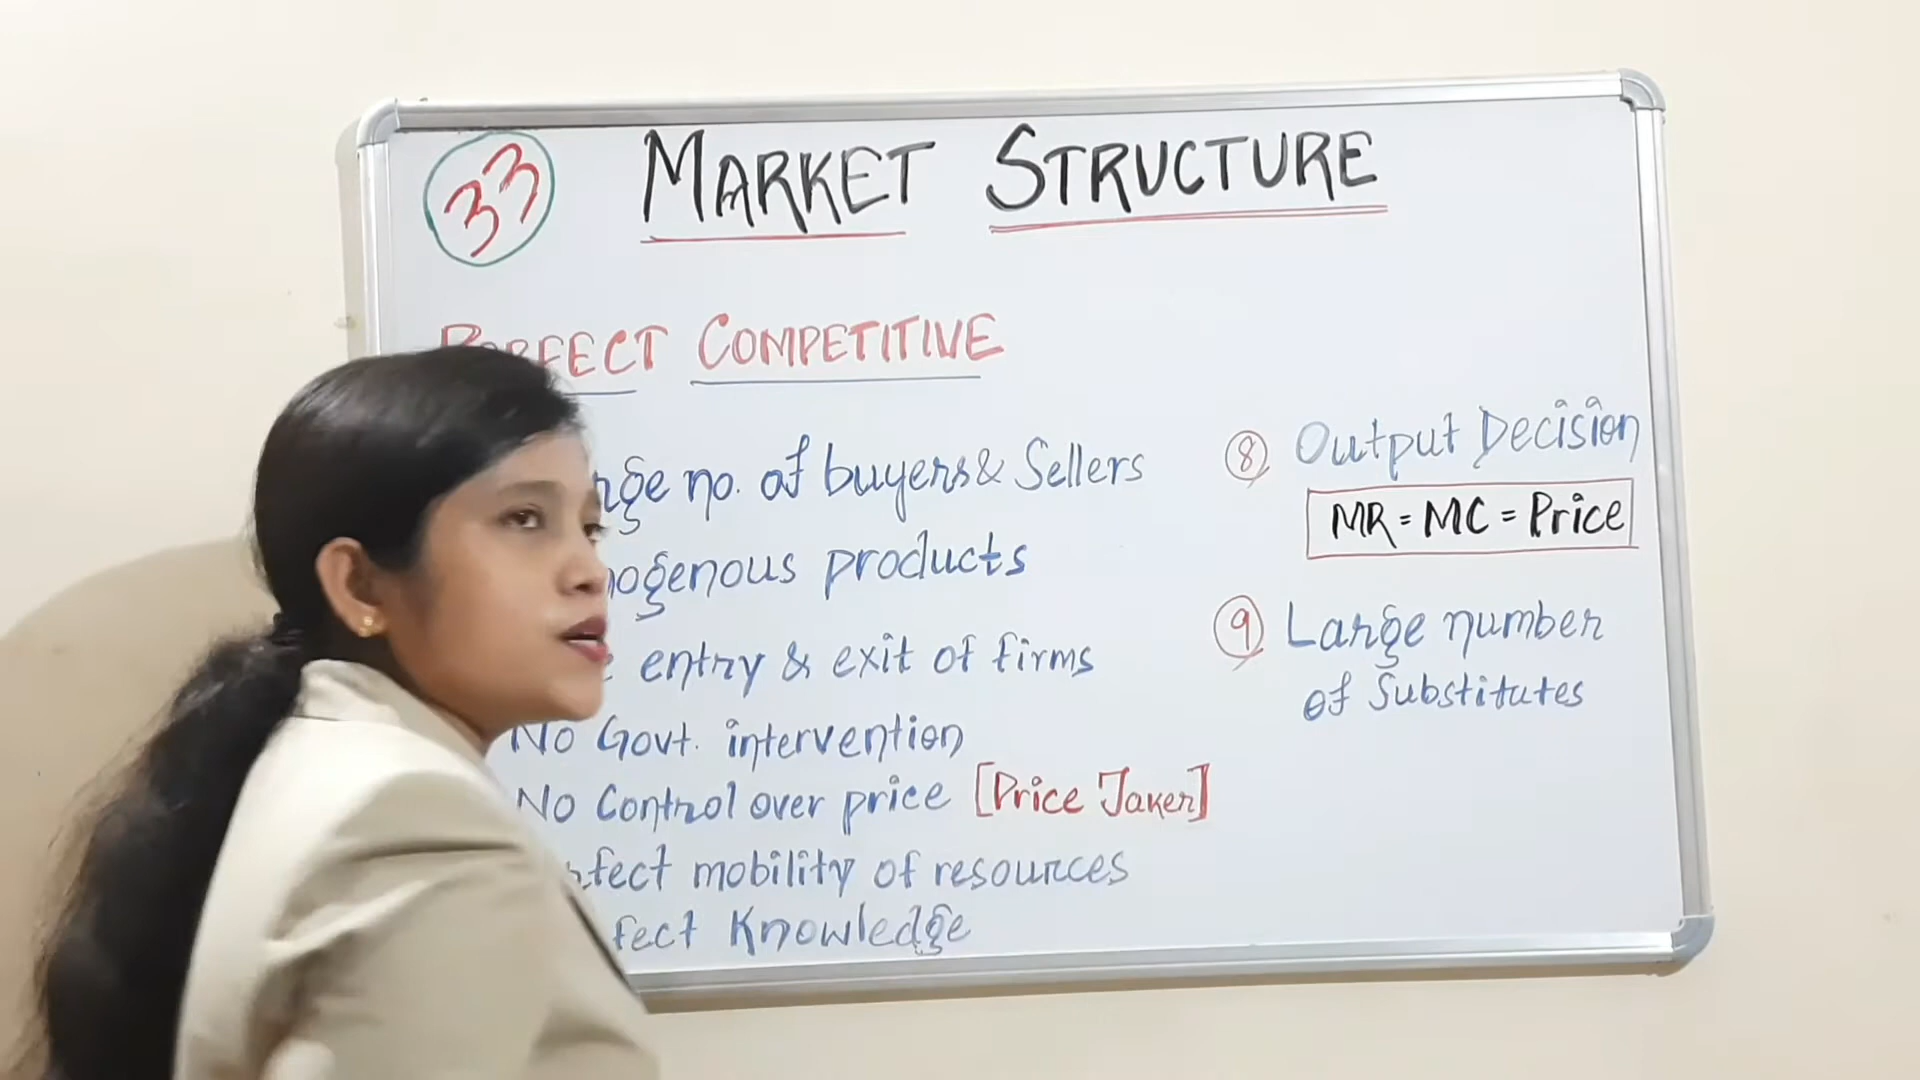 33
MARKET STRUCTURE
COMPETITIVE
no. of buyers & Sellers
products
entry & exit of firms
No Govt. intervention
No Control over price [Price Taker]
mobility of resources
Knowledge
8 Output Decision
MR = MC = Price
9 Large number
of Substitutes